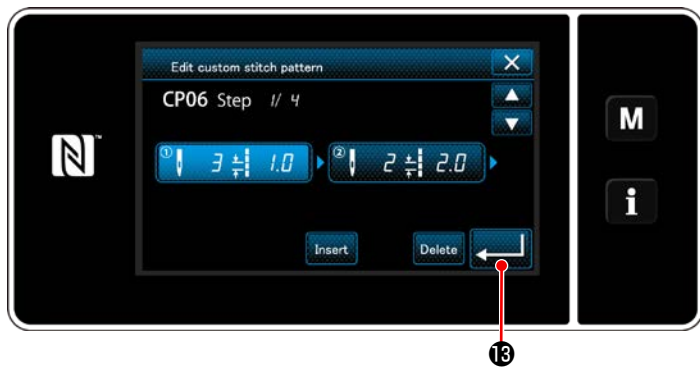 Edit custom stitch pattern
CP06 Step 1/ 4
M
① 3 1.0 ② 2 2.0
i
Insert Delete
⓭